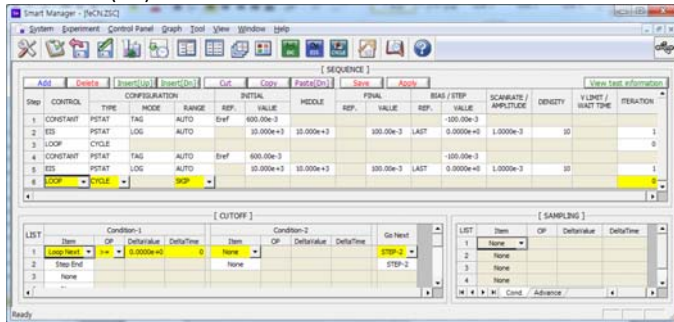 Smart Manager - [feCN.ZSC]
System Experiment Control Panel Graph Tool View Window Help
[ SEQUENCE ]
Add Delete Insert[Up] Insert[Dn] Cut Copy Paste[Dn] Save Apply View test information
Step CONTROL CONFIGURATION INITIAL MIDDLE FINAL BIAS / STEP SCANRATE / AMPLITUDE DENSITY V LIMIT / WAIT TIME ITERATION
TYPE MODE RANGE REF. VALUE REF. VALUE REF. VALUE
1 CONSTANT PSTAT TAG AUTO Eref 600.00e-3 -100.00e-3
2 EIS PSTAT LOG AUTO 10.000e+3 10.000e+3 100.00e-3 LAST 0.0000e+0 1.0000e-3 10 1
3 LOOP CYCLE 0
4 CONSTANT PSTAT TAG AUTO Eref 600.00e-3 -100.00e-3
5 EIS PSTAT LOG AUTO 10.000e+3 10.000e+3 100.00e-3 LAST 0.0000e+0 1.0000e-3 10 1
6 LOOP CYCLE SKIP 0
[ CUTOFF ]
LIST Condition-1 Condition-2 Go Next
Item OP DeltaValue DeltaTime Item OP DeltaValue DeltaTime
1 Loop Next >= 0.0000e+0 0 None STEP-2
2 Step End None STEP-2
3 None
[ SAMPLING ]
LIST Item OP DeltaValue DeltaTime
1 None
2 None
3 None
4 None
Cond. Advance
Ready